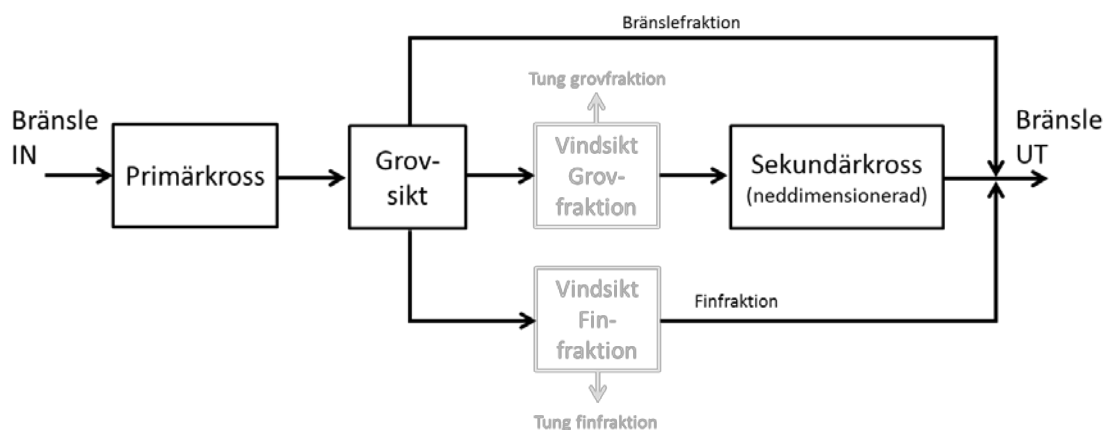 Bränslefraktion
Tung grovfraktion
Bränsle
IN
Primärkross
Grov-
sikt
Vindsikt
Grov-
fraktion
Sekundärkross
(neddimensionerad)
Bränsle
UT
Vindsikt
Fin-
fraktion
Finfraktion
Tung finfraktion